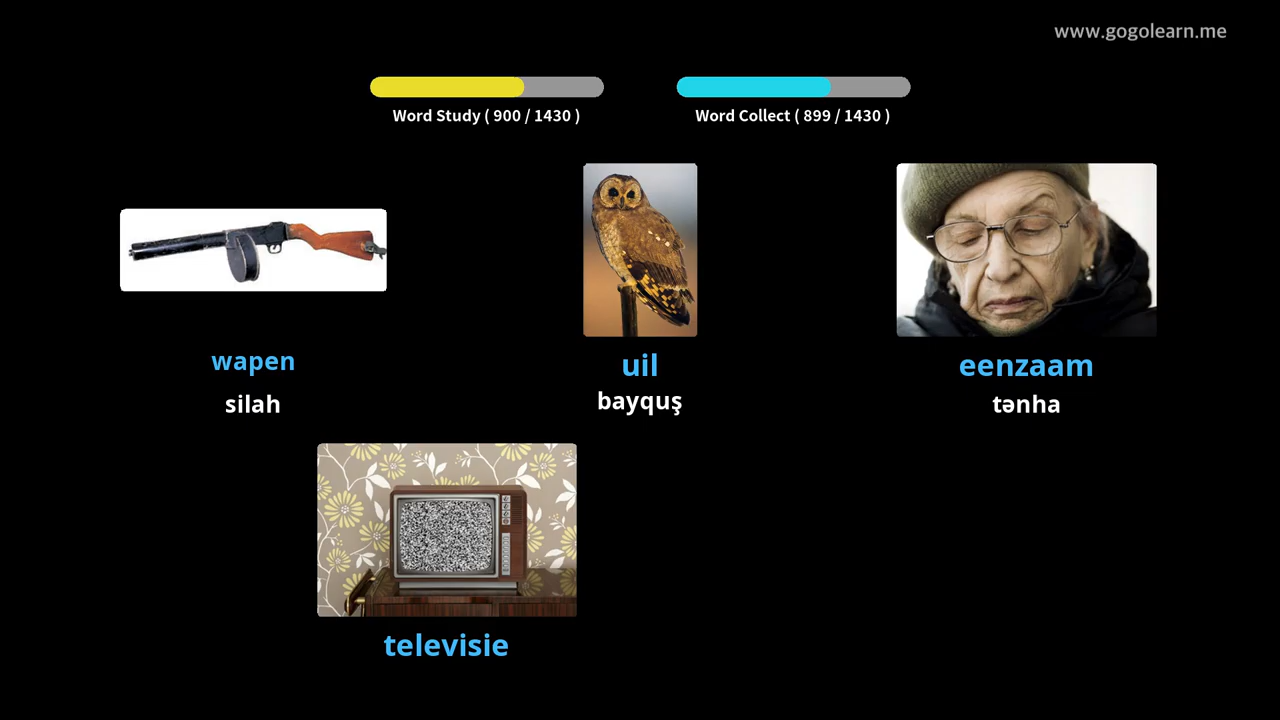 www.gogolearn.me
Word Study ( 900 / 1430 )
Word Collect ( 899 / 1430 )
wapen
silah
uil
bayquş
eenzaam
tənha
televisie